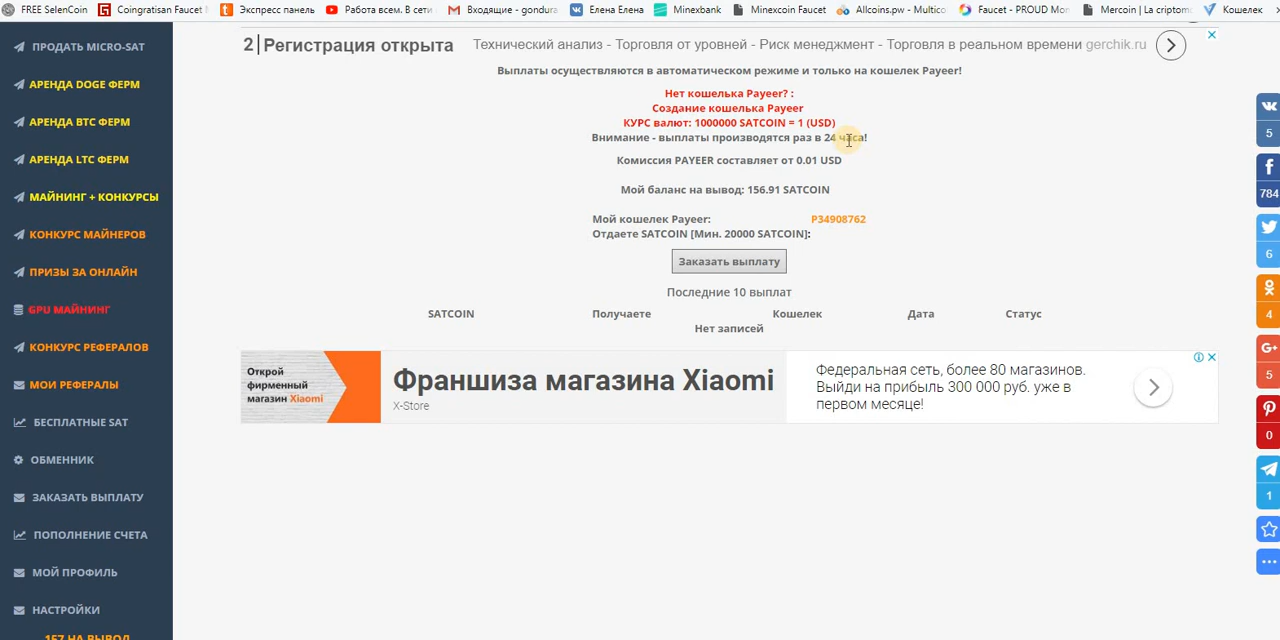 FREE SelenCoin
Coingratisan Faucet
Экспресс панель
Работа всем. В сети
Входящие - gondura
Елена Елена
Minexbank
Minexcoin Faucet
Allcoins.pw - Multico
Faucet - PROUD Mon
Mercoin | La criptomo
Кошелек
2|Регистрация открыта
Технический анализ - Торговля от уровней - Риск менеджмент - Торговля в реальном времени gerchik.ru
Выплаты осуществляются в автоматическом режиме и только на кошелек Payeer!
Нет кошелька Payeer? :
Создание кошелька Payeer
КУРС валют: 1000000 SATCOIN = 1 (USD)
Внимание - выплаты производятся раз в 24 часа!
Комиссия PAYEER составляет от 0.01 USD
Мой баланс на вывод: 156.91 SATCOIN
Мой кошелек Payeer: P34908762
Отдаете SATCOIN [Мин. 20000 SATCOIN]:
Заказать выплату
Последние 10 выплат
SATCOIN Получаете Кошелек Дата Статус
Нет записей
Открой
фирменный
магазин Xiaomi
Франшиза магазина Xiaomi
X-Store
Федеральная сеть, более 80 магазинов.
Выйди на прибыль 300 000 руб. уже в
первом месяце!
ПРОДАТЬ MICRO-SAT
АРЕНДА DOGE ФЕРМ
АРЕНДА BTC ФЕРМ
АРЕНДА LTC ФЕРМ
МАЙНИНГ + КОНКУРСЫ
КОНКУРС МАЙНЕРОВ
ПРИЗЫ ЗА ОНЛАЙН
GPU МАЙНИНГ
КОНКУРС РЕФЕРАЛОВ
МОИ РЕФЕРАЛЫ
БЕСПЛАТНЫЕ SAT
ОБМЕННИК
ЗАКАЗАТЬ ВЫПЛАТУ
ПОПОЛНЕНИЕ СЧЕТА
МОЙ ПРОФИЛЬ
НАСТРОЙКИ
157 НА ВЫВОД
5
784
6
4
5
0
1